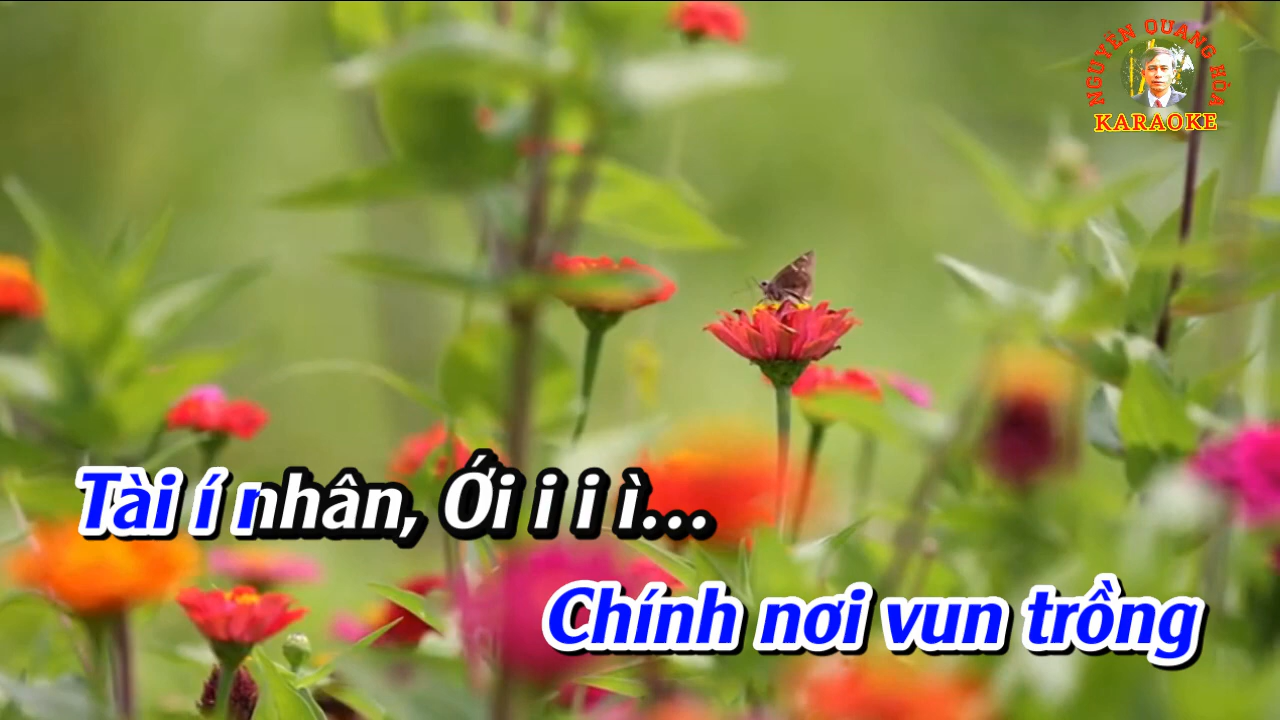 NGUYỄN QUANG HÒA
KARAOKE
Tài í nhân, Ới i i ì...
Chính nơi vun trồng